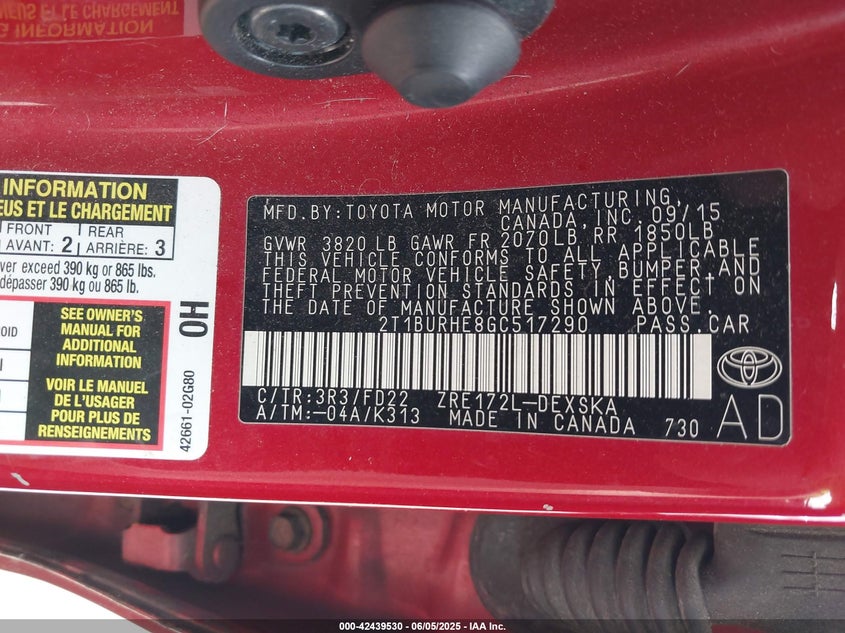 G INFORMATION
EUS ET LE CHARGEMENT
INFORMATION
EUS ET LE CHARGEMENT
FRONT
AVANT: 2
REAR
ARRIÈRE: 3
ver exceed 390 kg or 865 lbs.
dépasser 390 kg ou 865 lb.
SEE OWNER'S
MANUAL FOR
ADDITIONAL
INFORMATION
VOIR LE MANUEL
DE L'USAGER
POUR PLUS DE
RENSEIGNEMENTS
OH
42661-02G80
MFD. BY: TOYOTA MOTOR MANUFACTURING,
CANADA, INC. 09/15
GVWR 3820 LB GAWR FR 2070LB, RR 1850LB
THIS VEHICLE CONFORMS TO ALL APPLICABLE
FEDERAL MOTOR VEHICLE SAFETY, BUMPER, AND
THEFT PREVENTION STANDARDS IN EFFECT ON
THE DATE OF MANUFACTURE SHOWN ABOVE.
2T1BURHE8GC517290 PASS. CAR
C/TR: 3R3/FD22 ZRE172L-DEXSKA
A/TM: -04A/K313 MADE IN CANADA 730
AD
000-42439530 - 06/05/2025 - IAA Inc.